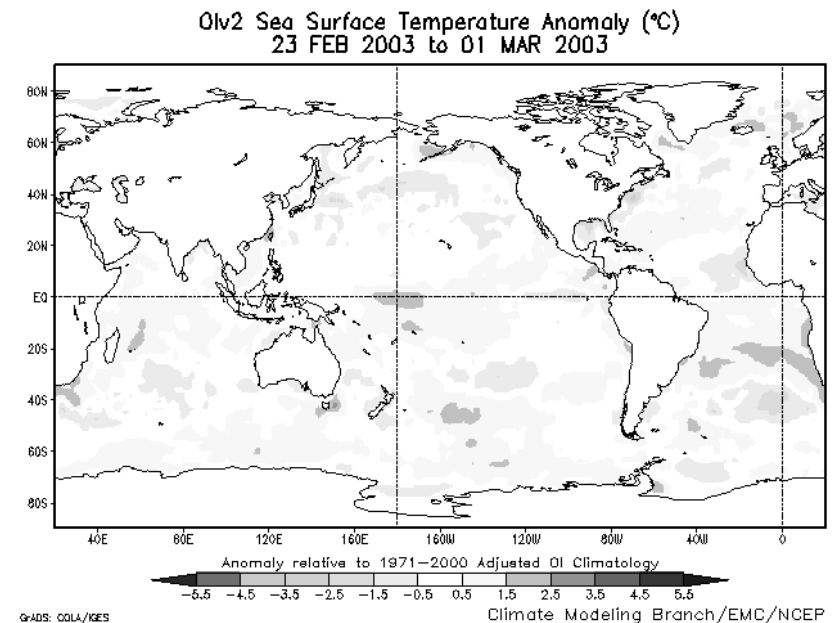 OIv2 Sea Surface Temperature Anomaly (°C)
23 FEB 2003 to 01 MAR 2003
80N
60N
40N
20N
EQ
20S
40S
60S
80S
40E 80E 120E 160E 160W 120W 80W 40W 0
Anomaly relative to 1971-2000 Adjusted OI Climatology
-5.5 -4.5 -3.5 -2.5 -1.5 -0.5 0.5 1.5 2.5 3.5 4.5 5.5
GrADS: COLA/IGES
Climate Modeling Branch/EMC/NCEP